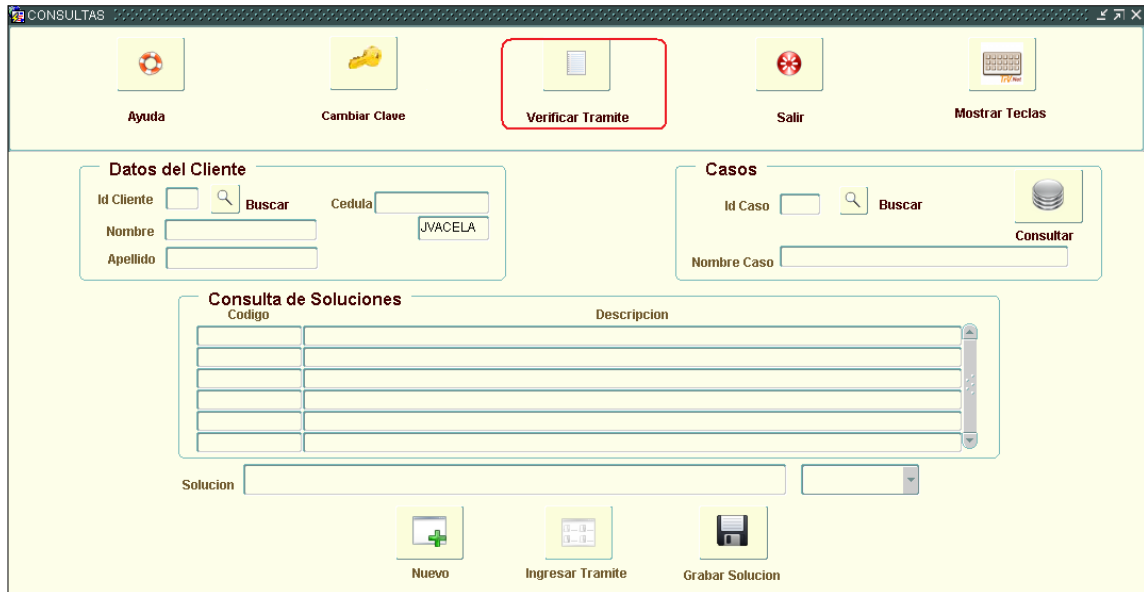 CONSULTAS
Ayuda
Cambiar Clave
Verificar Tramite
Salir
Mostrar Teclas
Datos del Cliente
Id Cliente
Buscar
Cedula
Nombre
JVACELA
Apellido
Casos
Id Caso
Buscar
Consultar
Nombre Caso
Consulta de Soluciones
Codigo
Descripcion
Solucion
Nuevo
Ingresar Tramite
Grabar Solucion